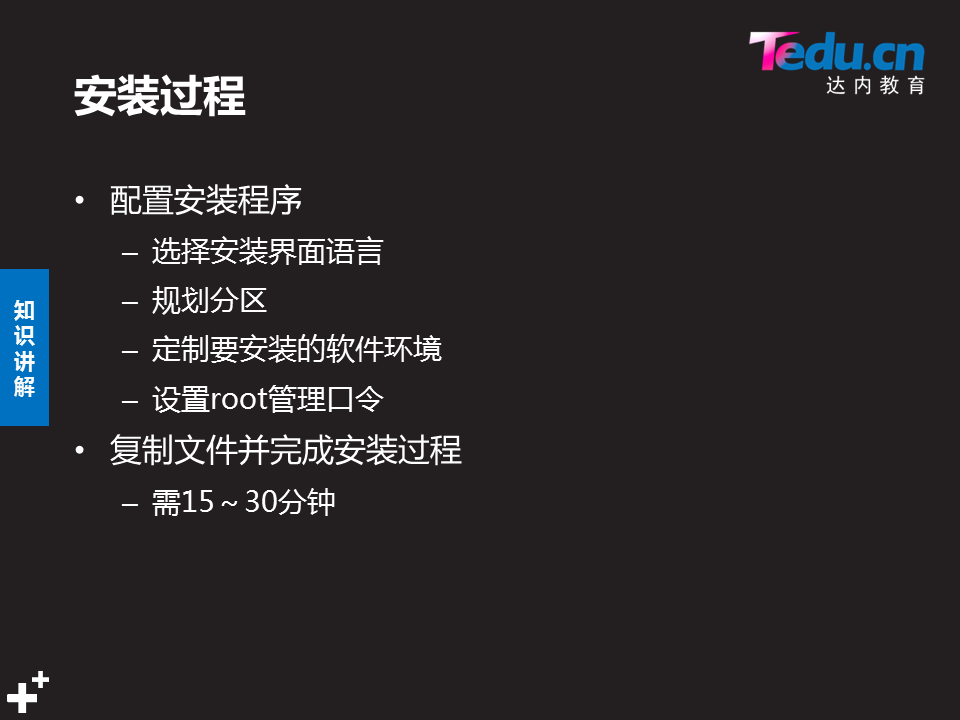 Tedu.cn
达内教育
安装过程
• 配置安装程序
– 选择安装界面语言
– 规划分区
– 定制要安装的软件环境
– 设置root管理口令
• 复制文件并完成安装过程
– 需15～30分钟
知识讲解